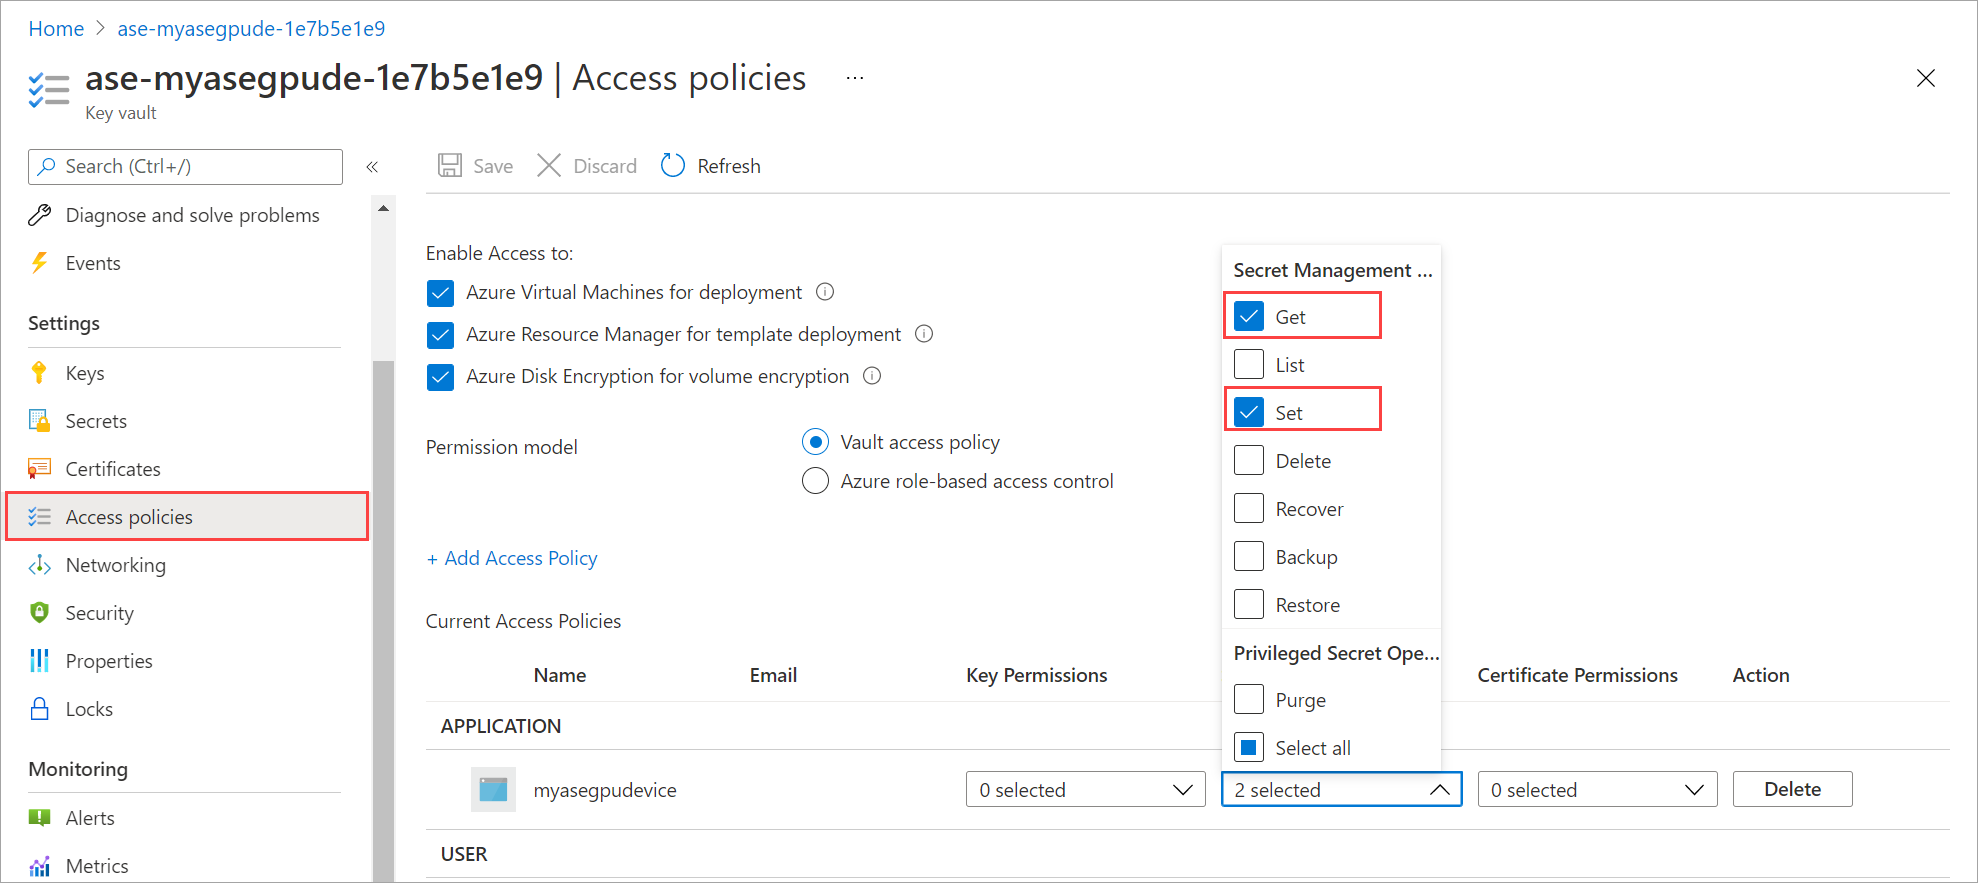 Home > ase-myasegpude-1e7b5e1e9
ase-myasegpude-1e7b5e1e9 | Access policies ...
Key vault
Search (Ctrl+/)
«
Diagnose and solve problems
Events
Settings
Keys
Secrets
Certificates
Access policies
Networking
Security
Properties
Locks
Monitoring
Alerts
Metrics
Save Discard Refresh
Enable Access to:
Azure Virtual Machines for deployment
Azure Resource Manager for template deployment
Azure Disk Encryption for volume encryption
Permission model
Vault access policy
Azure role-based access control
+ Add Access Policy
Current Access Policies
Name Email Key Permissions Certificate Permissions Action
APPLICATION
myasegpudevice 0 selected 2 selected 0 selected Delete
USER
Secret Management ...
Get
List
Set
Delete
Recover
Backup
Restore
Privileged Secret Ope...
Purge
Select all